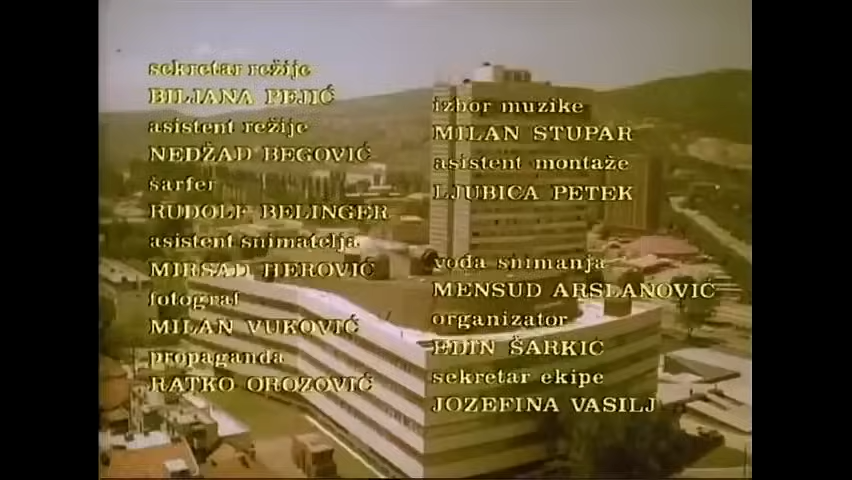 sekretar režije
BILJANA PEJIĆ
asistent režije
NEDŽAD BEGOVIĆ
šarfer
RUDOLF BELINGER
asistent snimatelja
MIRSAD HEROVIĆ
fotograf
MILAN VUKOVIĆ
propaganda
RATKO OROZOVIĆ
izbor muzike
MILAN STUPAR
asistent montaže
LJUBICA PETEK
vođa snimanja
MENSUD ARSLANOVIĆ
organizator
EDIN ŠARKIĆ
sekretar ekipe
JOZEFINA VASILJ